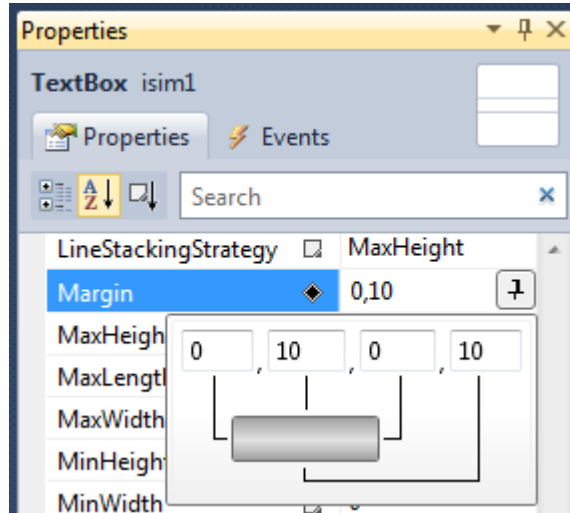 Properties
TextBox isim1
Properties Events
Search
LineStackingStrategy MaxHeight
Margin 0,10
MaxHeigh
0 , 10 , 0 , 10
MaxLengt
MaxWidth
MinHeigh
MinWidth